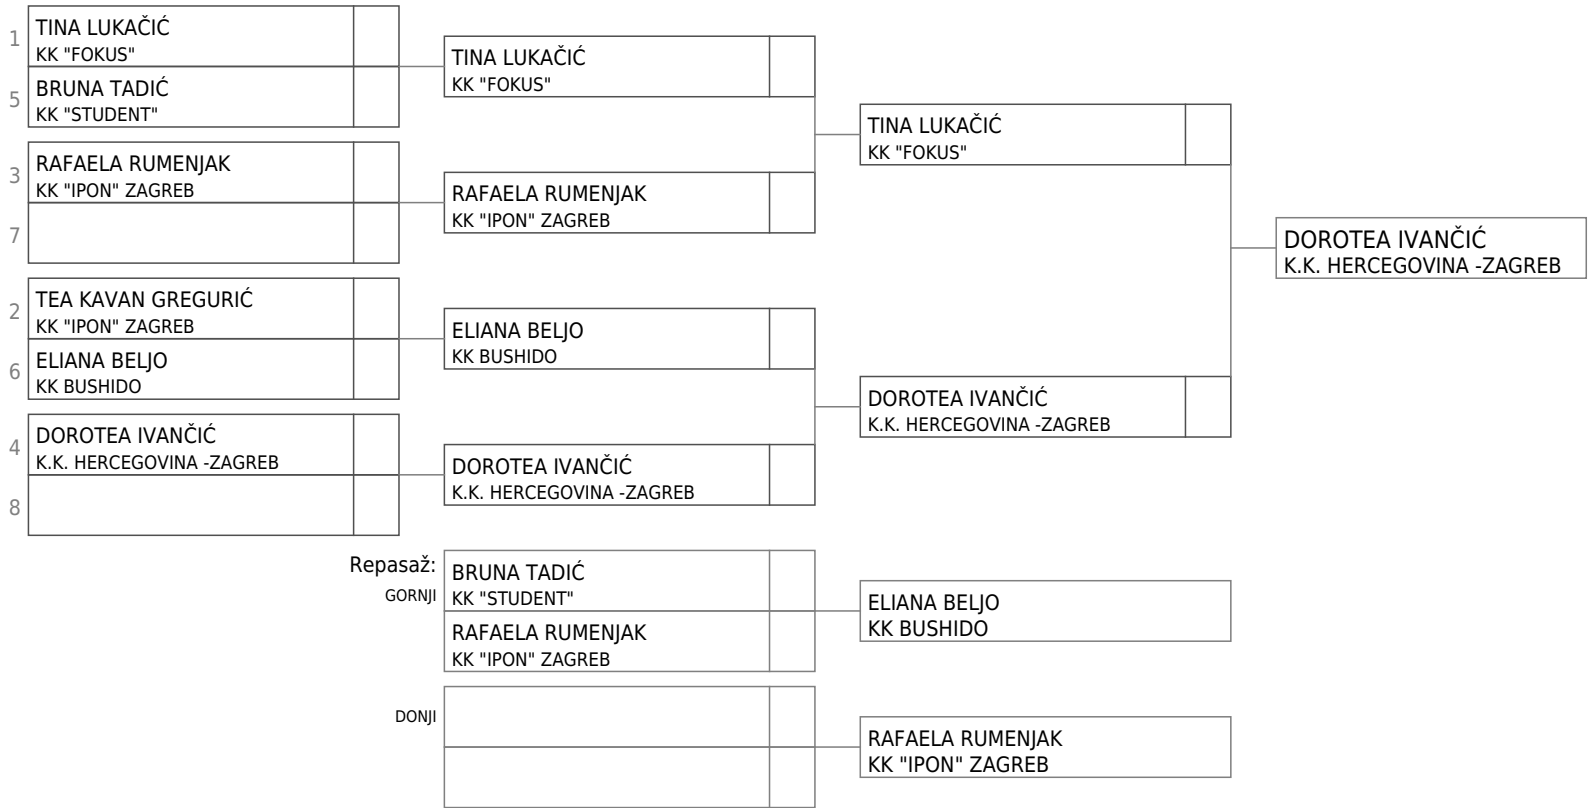 1
TINA LUKAČIĆ
KK "FOKUS"
5
BRUNA TADIĆ
KK "STUDENT"
3
RAFAELA RUMENJAK
KK "IPON" ZAGREB
7
2
TEA KAVAN GREGURIĆ
KK "IPON" ZAGREB
6
ELIANA BELJO
KK BUSHIDO
4
DOROTEA IVANČIĆ
K.K. HERCEGOVINA -ZAGREB
8
TINA LUKAČIĆ
KK "FOKUS"
RAFAELA RUMENJAK
KK "IPON" ZAGREB
ELIANA BELJO
KK BUSHIDO
DOROTEA IVANČIĆ
K.K. HERCEGOVINA -ZAGREB
TINA LUKAČIĆ
KK "FOKUS"
DOROTEA IVANČIĆ
K.K. HERCEGOVINA -ZAGREB
DOROTEA IVANČIĆ
K.K. HERCEGOVINA -ZAGREB
Repasaž:
GORNJI
BRUNA TADIĆ
KK "STUDENT"
RAFAELA RUMENJAK
KK "IPON" ZAGREB
ELIANA BELJO
KK BUSHIDO
DONJI
RAFAELA RUMENJAK
KK "IPON" ZAGREB